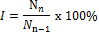 I = N_n / N_{n-1} x 100%